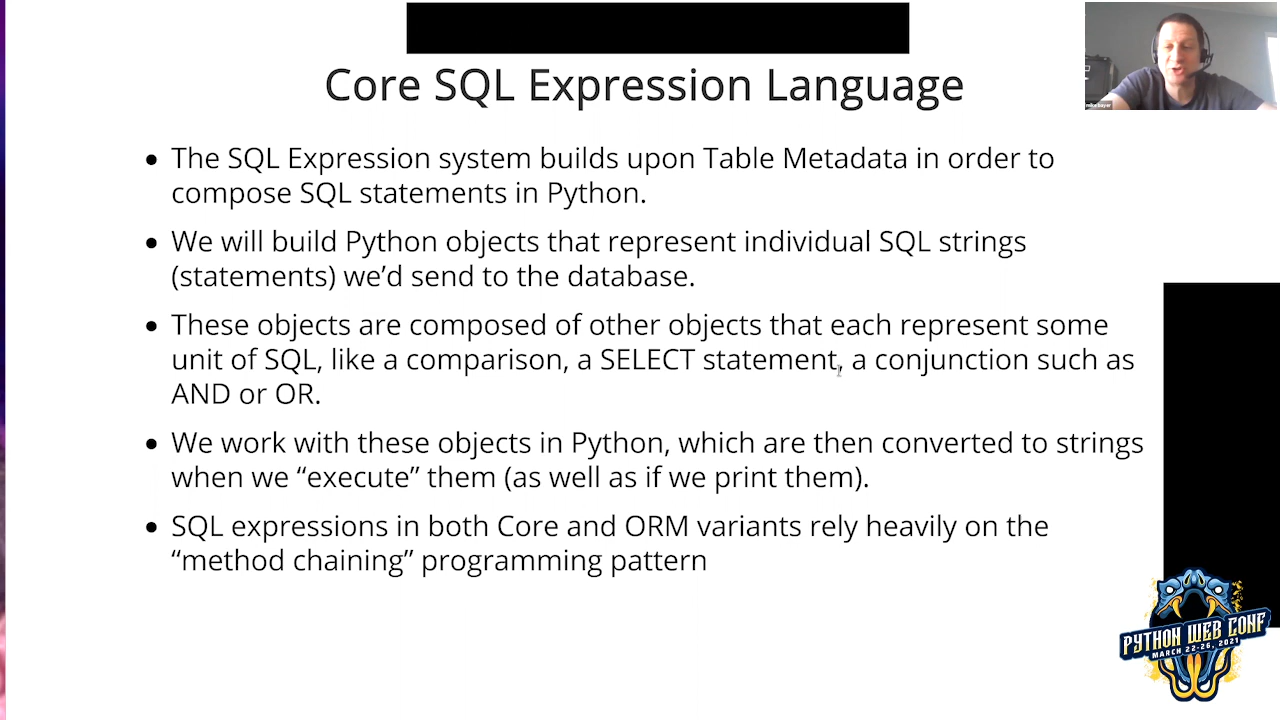 Core SQL Expression Language
mike bayer
• The SQL Expression system builds upon Table Metadata in order to
compose SQL statements in Python.
• We will build Python objects that represent individual SQL strings
(statements) we’d send to the database.
• These objects are composed of other objects that each represent some
unit of SQL, like a comparison, a SELECT statement, a conjunction such as
AND or OR.
• We work with these objects in Python, which are then converted to strings
when we “execute” them (as well as if we print them).
• SQL expressions in both Core and ORM variants rely heavily on the
“method chaining” programming pattern
PYTHON WEB CONF
MARCH 22-26, 2021